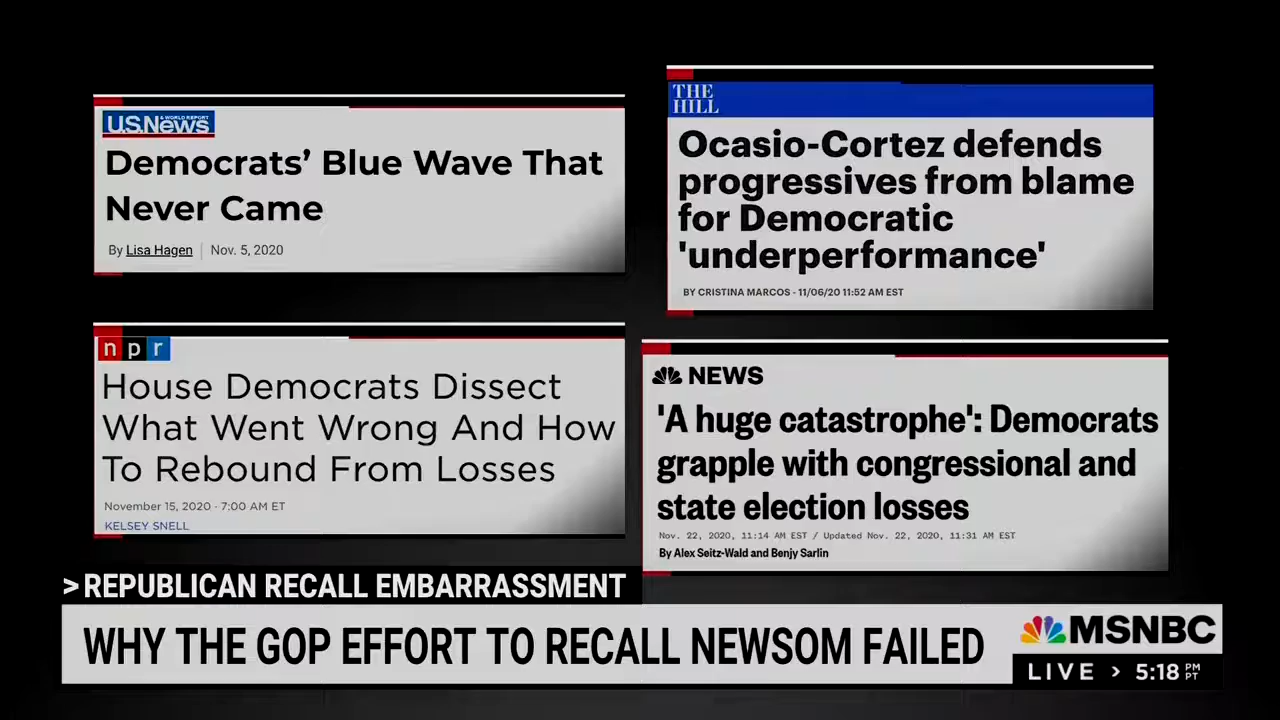 U.S.News
& WORLD REPORT
Democrats’ Blue Wave That
Never Came
By Lisa Hagen | Nov. 5, 2020
THE
HILL
Ocasio-Cortez defends
progressives from blame
for Democratic
'underperformance'
BY CRISTINA MARCOS - 11/06/20 11:52 AM EST
npr
House Democrats Dissect
What Went Wrong And How
To Rebound From Losses
November 15, 2020 · 7:00 AM ET
KELSEY SNELL
NEWS
'A huge catastrophe': Democrats
grapple with congressional and
state election losses
Nov. 22, 2020, 11:14 AM EST / Updated Nov. 22, 2020, 11:31 AM EST
By Alex Seitz-Wald and Benjy Sarlin
> REPUBLICAN RECALL EMBARRASSMENT
WHY THE GOP EFFORT TO RECALL NEWSOM FAILED
MSNBC
LIVE > 5:18 PM PT